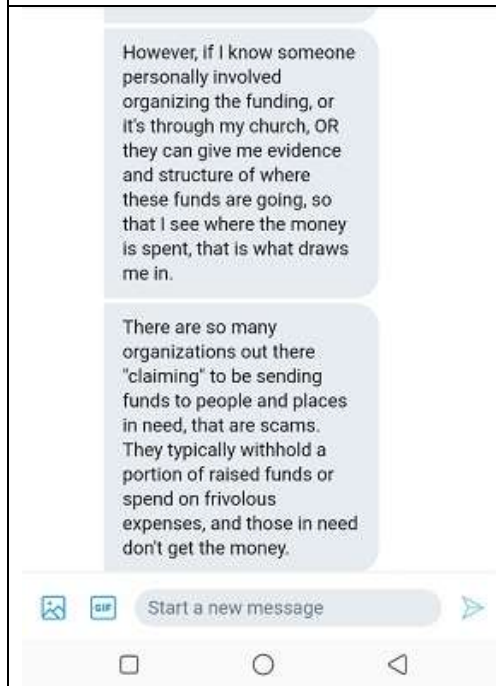 However, if I know someone
personally involved
organizing the funding, or
it's through my church, OR
they can give me evidence
and structure of where
these funds are going, so
that I see where the money
is spent, that is what draws
me in.
There are so many
organizations out there
"claiming" to be sending
funds to people and places
in need, that are scams.
They typically withhold a
portion of raised funds or
spend on frivolous
expenses, and those in need
don't get the money.
GIF
Start a new message